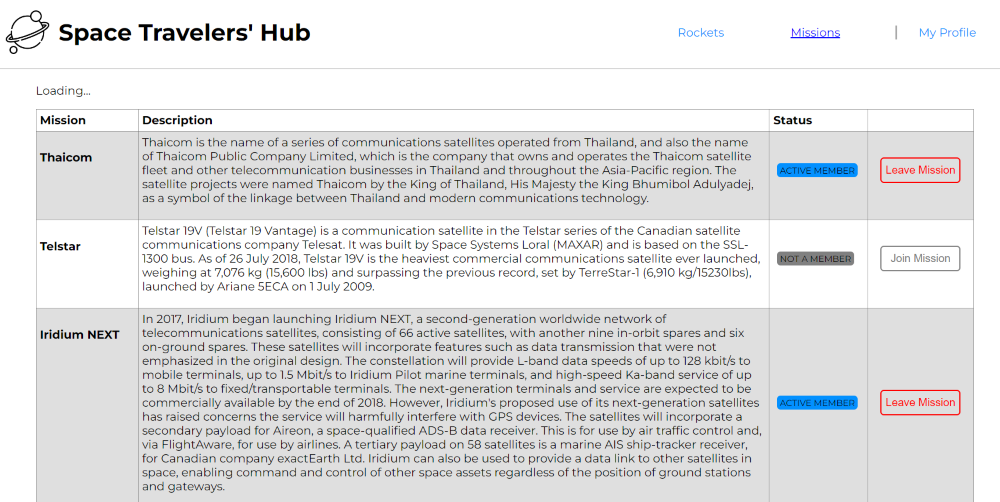 Space Travelers' Hub
Rockets Missions | My Profile
Loading...
Mission Description Status
Thaicom
Thaicom is the name of a series of communications satellites operated from Thailand, and also the name
of Thaicom Public Company Limited, which is the company that owns and operates the Thaicom satellite
fleet and other telecommunication businesses in Thailand and throughout the Asia-Pacific region. The
satellite projects were named Thaicom by the King of Thailand, His Majesty the King Bhumibol Adulyadej,
as a symbol of the linkage between Thailand and modern communications technology.
ACTIVE MEMBER
Leave Mission
Telstar
Telstar 19V (Telstar 19 Vantage) is a communication satellite in the Telstar series of the Canadian satellite
communications company Telesat. It was built by Space Systems Loral (MAXAR) and is based on the SSL-
1300 bus. As of 26 July 2018, Telstar 19V is the heaviest commercial communications satellite ever launched,
weighing at 7,076 kg (15,600 lbs) and surpassing the previous record, set by TerreStar-1 (6,910 kg/15230lbs),
launched by Ariane 5ECA on 1 July 2009.
NOT A MEMBER
Join Mission
Iridium NEXT
In 2017, Iridium began launching Iridium NEXT, a second-generation worldwide network of
telecommunications satellites, consisting of 66 active satellites, with another nine in-orbit spares and six
on-ground spares. These satellites will incorporate features such as data transmission that were not
emphasized in the original design. The constellation will provide L-band data speeds of up to 128 kbit/s to
mobile terminals, up to 1.5 Mbit/s to Iridium Pilot marine terminals, and high-speed Ka-band service of up
to 8 Mbit/s to fixed/transportable terminals. The next-generation terminals and service are expected to be
commercially available by the end of 2018. However, Iridium's proposed use of its next-generation satellites
has raised concerns the service will harmfully interfere with GPS devices. The satellites will incorporate a
secondary payload for Aireon, a space-qualified ADS-B data receiver. This is for use by air traffic control and,
via FlightAware, for use by airlines. A tertiary payload on 58 satellites is a marine AIS ship-tracker receiver,
for Canadian company exactEarth Ltd. Iridium can also be used to provide a data link to other satellites in
space, enabling command and control of other space assets regardless of the position of ground stations
and gateways.
ACTIVE MEMBER
Leave Mission